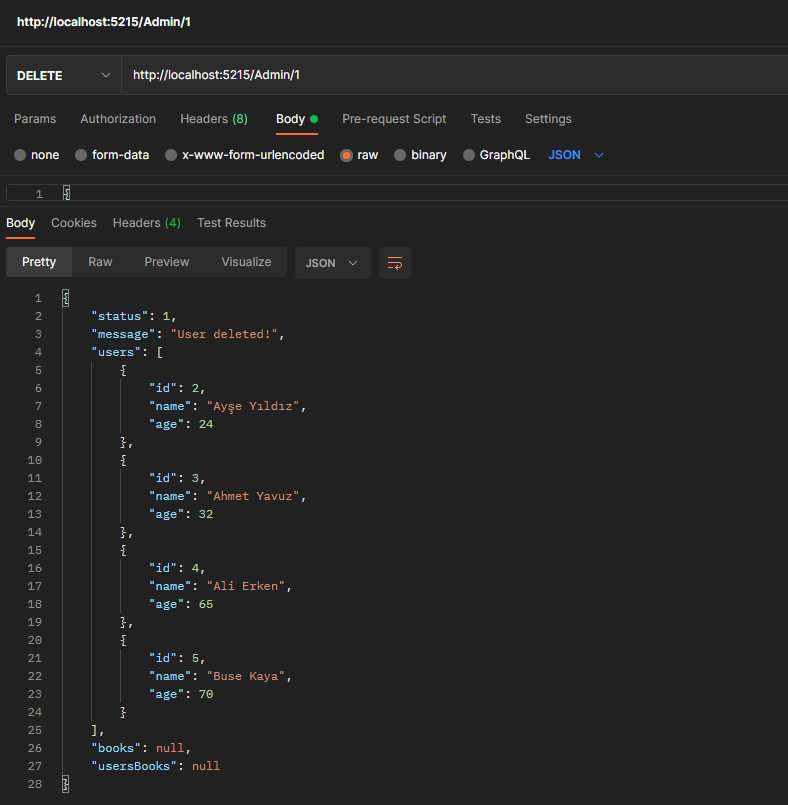 http://localhost:5215/Admin/1
DELETE http://localhost:5215/Admin/1
Params Authorization Headers (8) Body Pre-request Script Tests Settings
none form-data x-www-form-urlencoded raw binary GraphQL JSON
1 {
Body Cookies Headers (4) Test Results
Pretty Raw Preview Visualize JSON
1 {
2 "status": 1,
3 "message": "User deleted!",
4 "users": [
5 {
6 "id": 2,
7 "name": "Ayşe Yıldız",
8 "age": 24
9 },
10 {
11 "id": 3,
12 "name": "Ahmet Yavuz",
13 "age": 32
14 },
15 {
16 "id": 4,
17 "name": "Ali Erken",
18 "age": 65
19 },
20 {
21 "id": 5,
22 "name": "Buse Kaya",
23 "age": 70
24 }
25 ],
26 "books": null,
27 "usersBooks": null
28 }